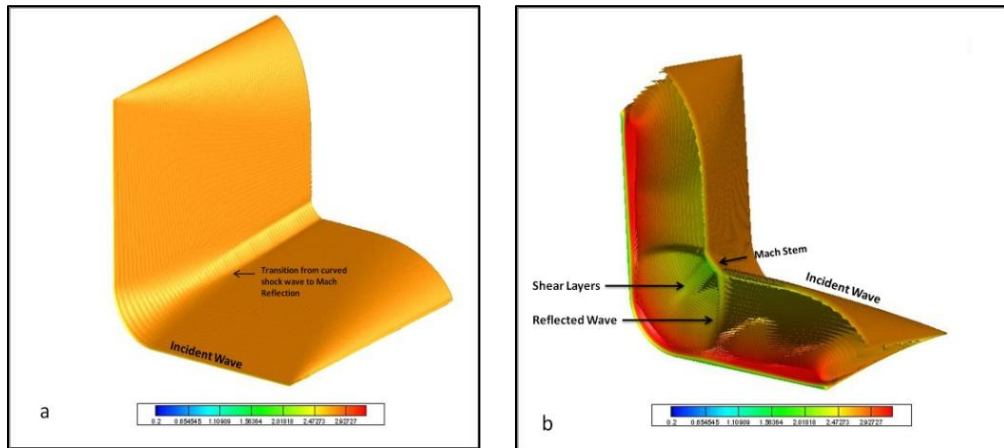 Transition from curved
shock wave to Mach
Reflection
Incident Wave
a
0.2 0.654545 1.10909 1.56364 2.01818 2.47273 2.92727
Mach Stem
Shear Layers
Incident Wave
Reflected Wave
b
0.2 0.654545 1.10909 1.56364 2.01818 2.47273 2.92727